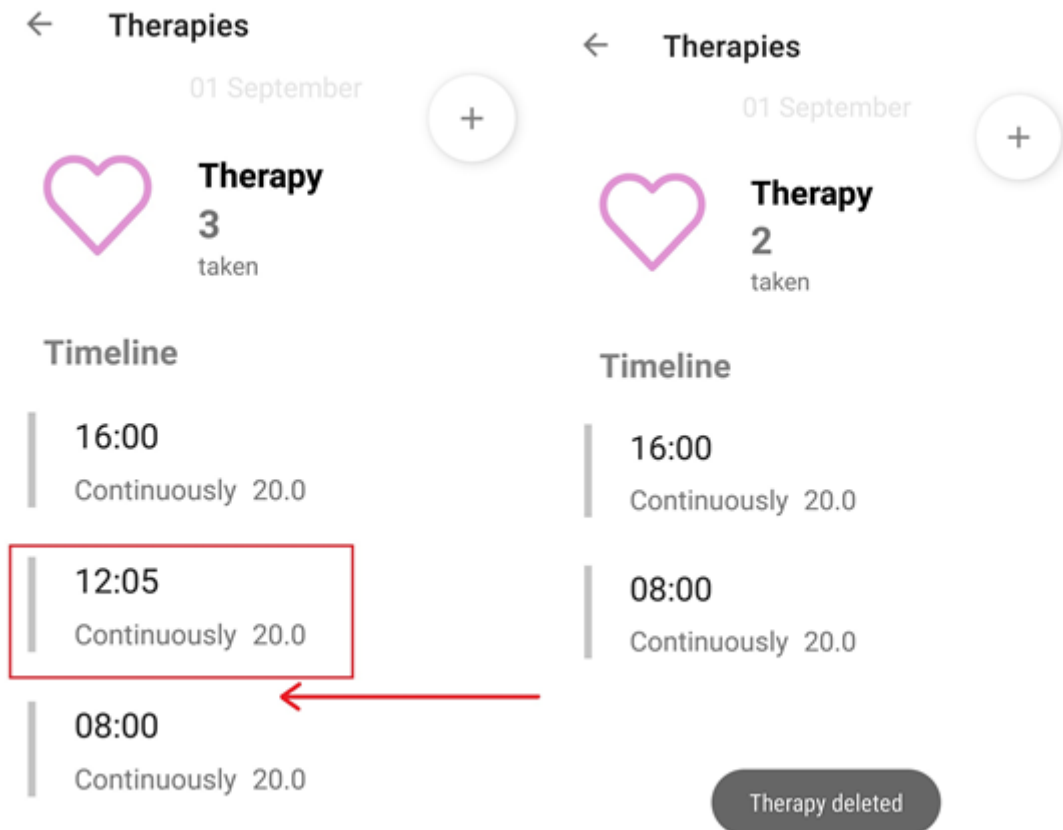 Therapies
01 September
+
Therapy
3
taken
Timeline
16:00
Continuously 20.0
12:05
Continuously 20.0
08:00
Continuously 20.0
Therapies
01 September
+
Therapy
2
taken
Timeline
16:00
Continuously 20.0
08:00
Continuously 20.0
Therapy deleted